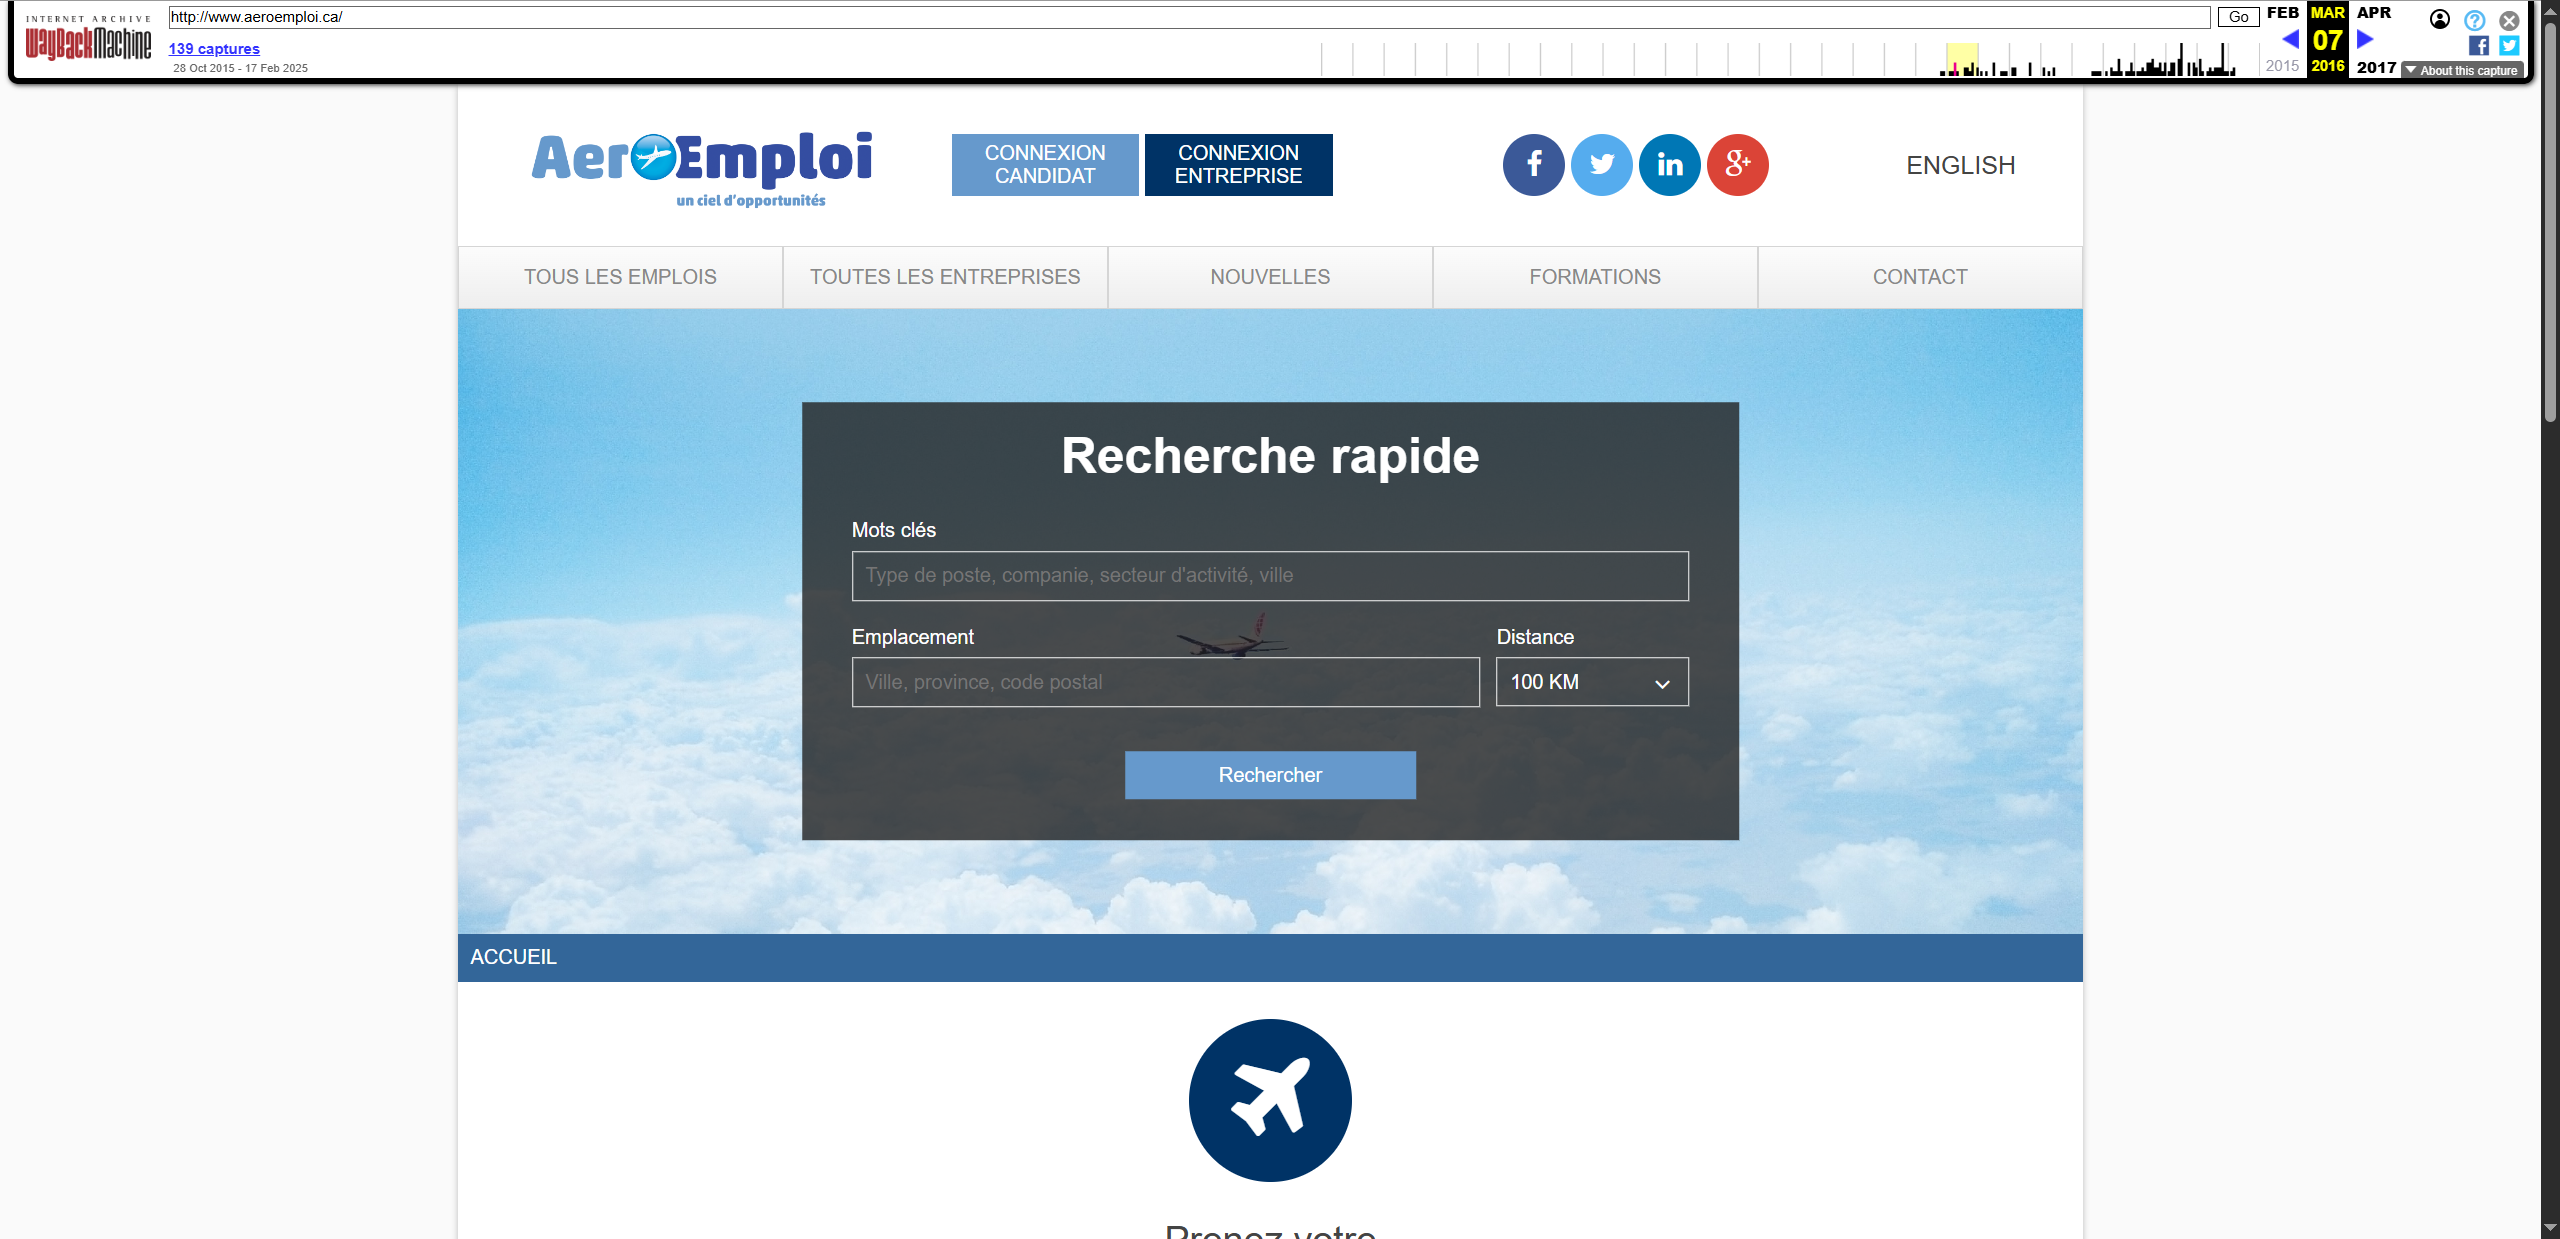 INTERNET ARCHIVE
WayBackMachine
http://www.aeroemploi.ca/
Go
FEB
MAR
APR
139 captures
07
28 Oct 2015 - 17 Feb 2025
2015
2016
2017
About this capture
AeroEmploi
un ciel d'opportunités
CONNEXION
CANDIDAT
CONNEXION
ENTREPRISE
ENGLISH
TOUS LES EMPLOIS
TOUTES LES ENTREPRISES
NOUVELLES
FORMATIONS
CONTACT
Recherche rapide
Mots clés
Type de poste, companie, secteur d'activité, ville
Emplacement
Distance
Ville, province, code postal
100 KM
Rechercher
ACCUEIL
Prenez votre